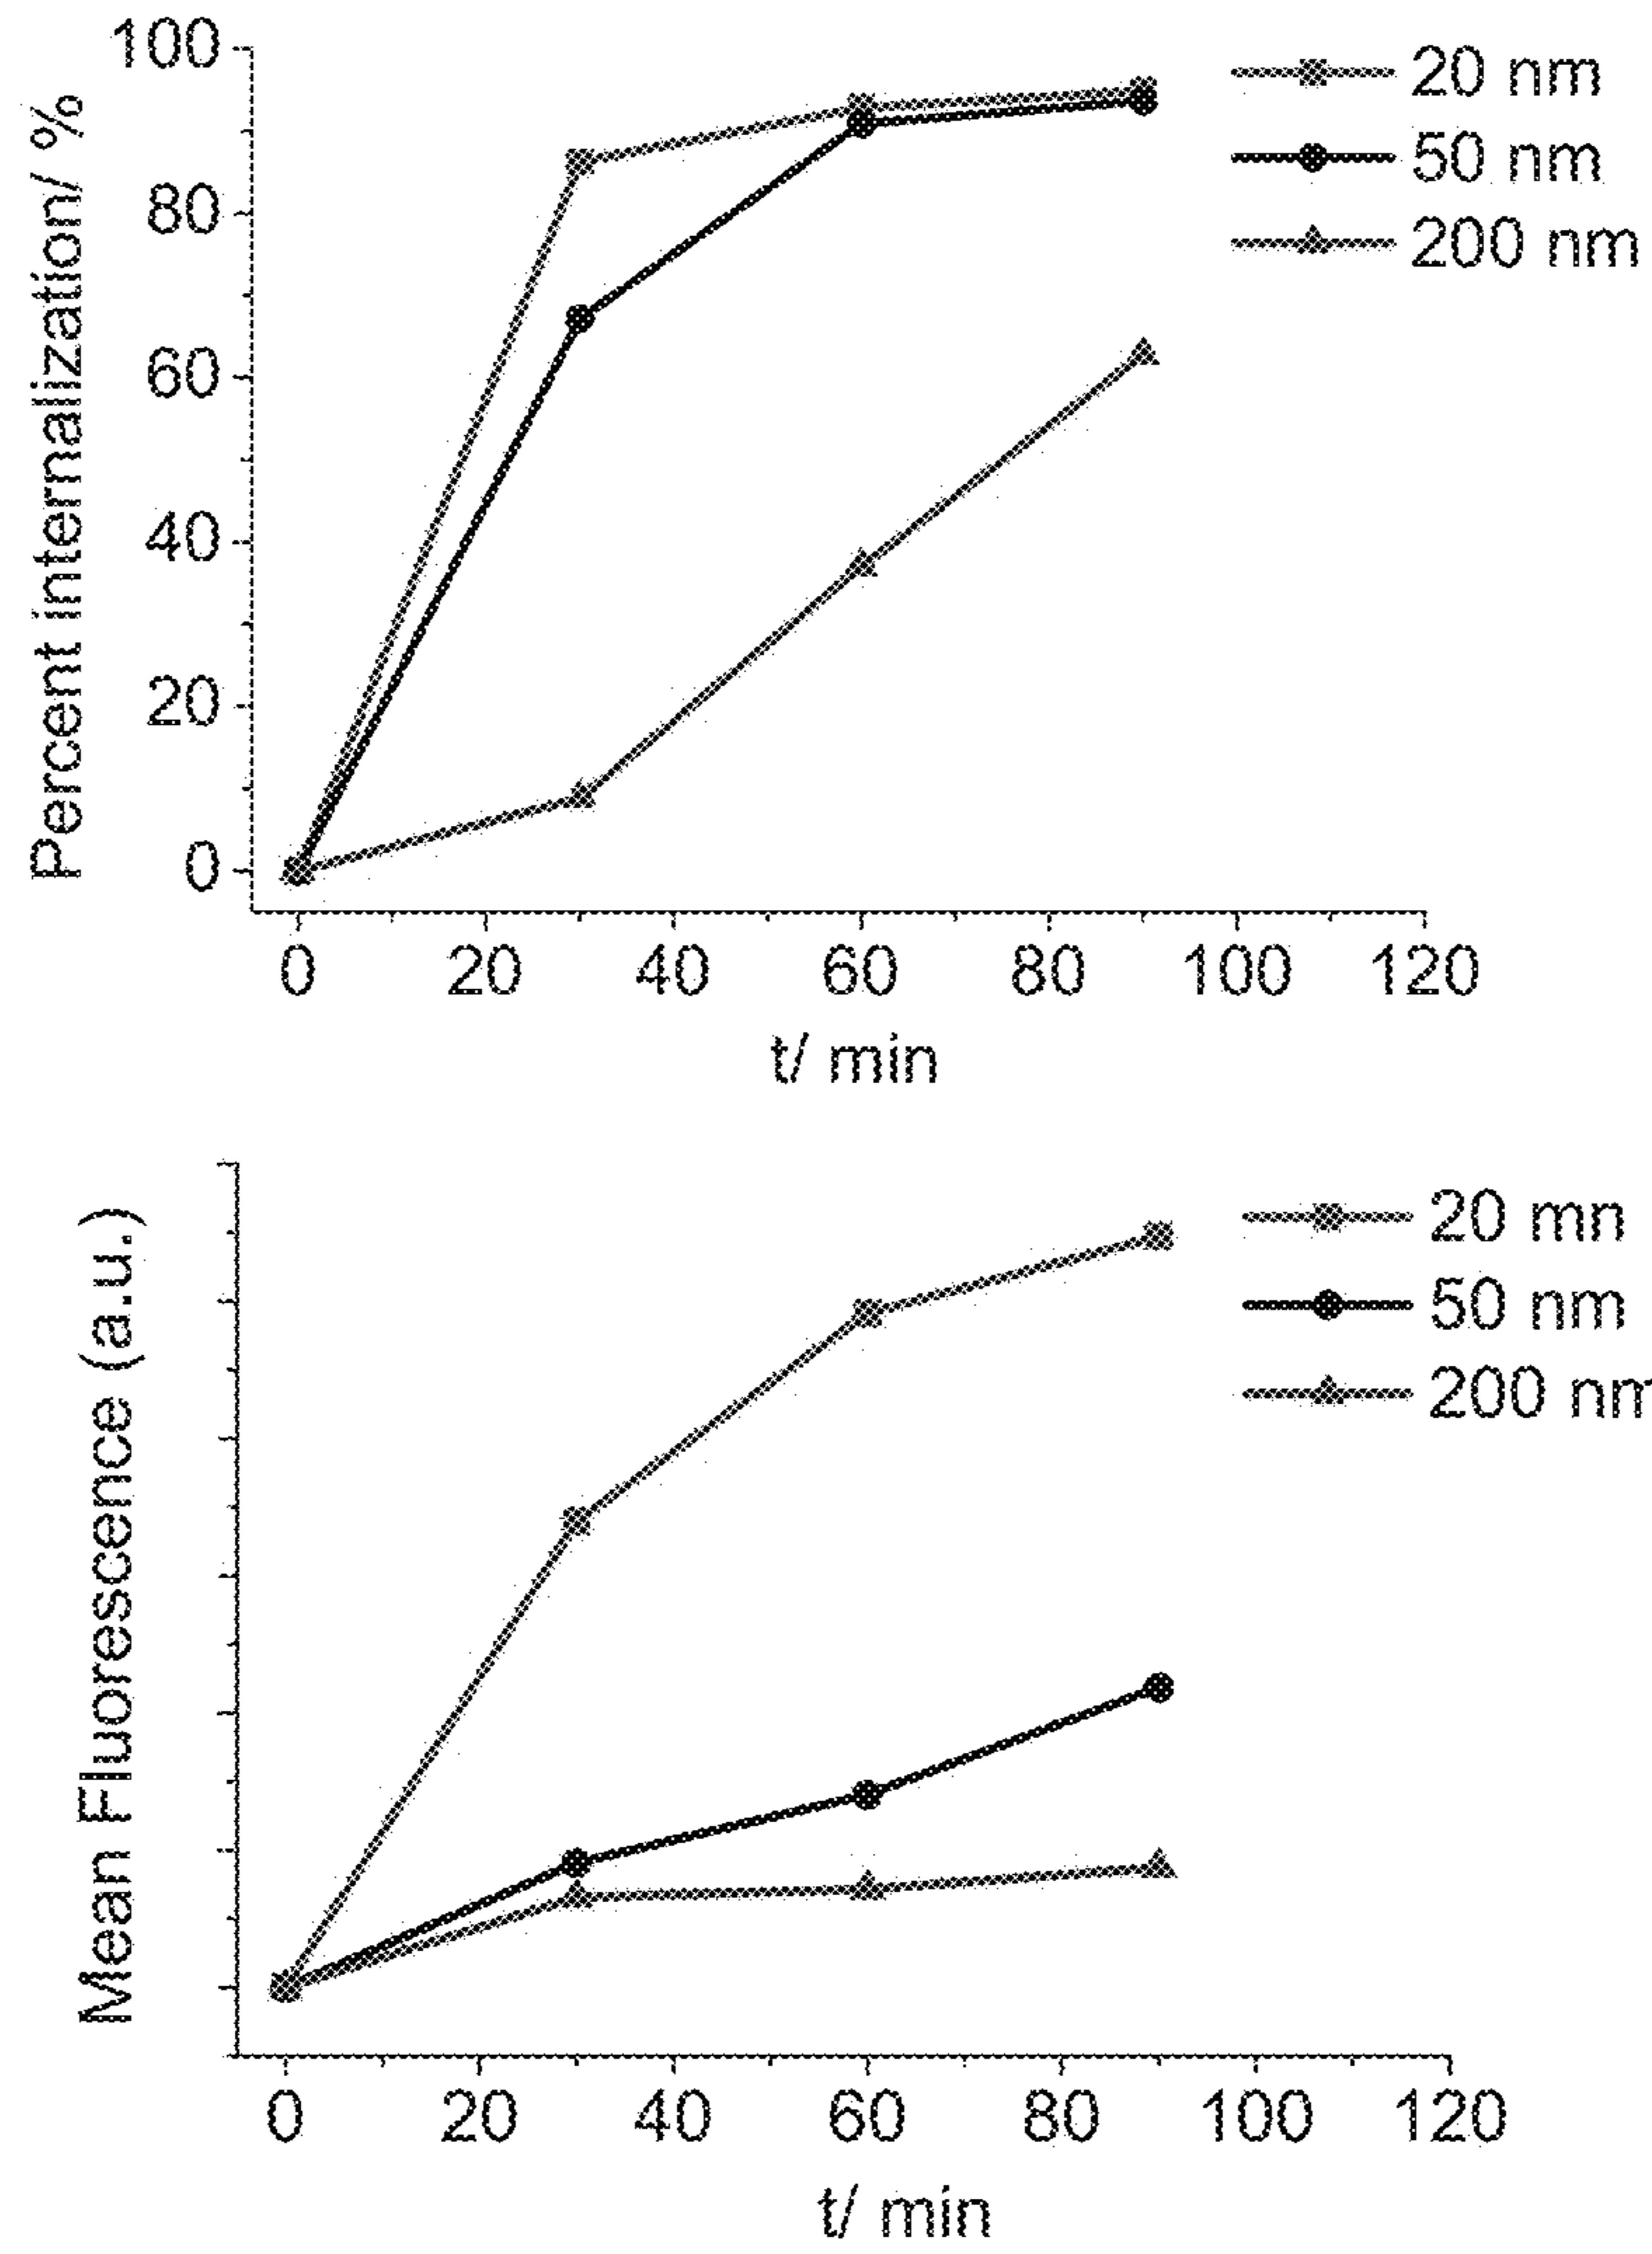 Percent internalization/ %
100
80
60
40
20
0
20 nm
50 nm
200 nm
0 20 40 60 80 100 120
t/ min
Mean Fluorescence (a.u.)
20 mn
50 nm
200 nm
0 20 40 60 80 100 120
t/ min